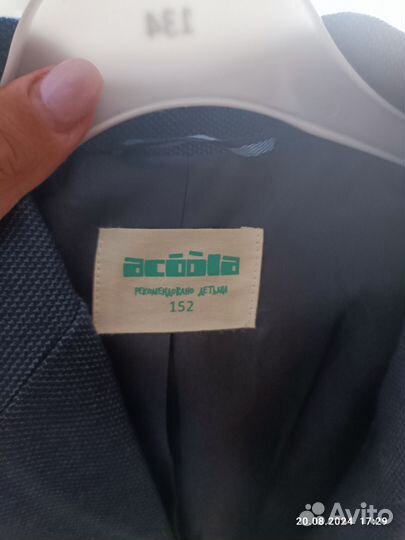 134
acoola
РЕКОМЕНДОВАНО ДЕТЬМИ
152
Avito
20.08.2024 17:29